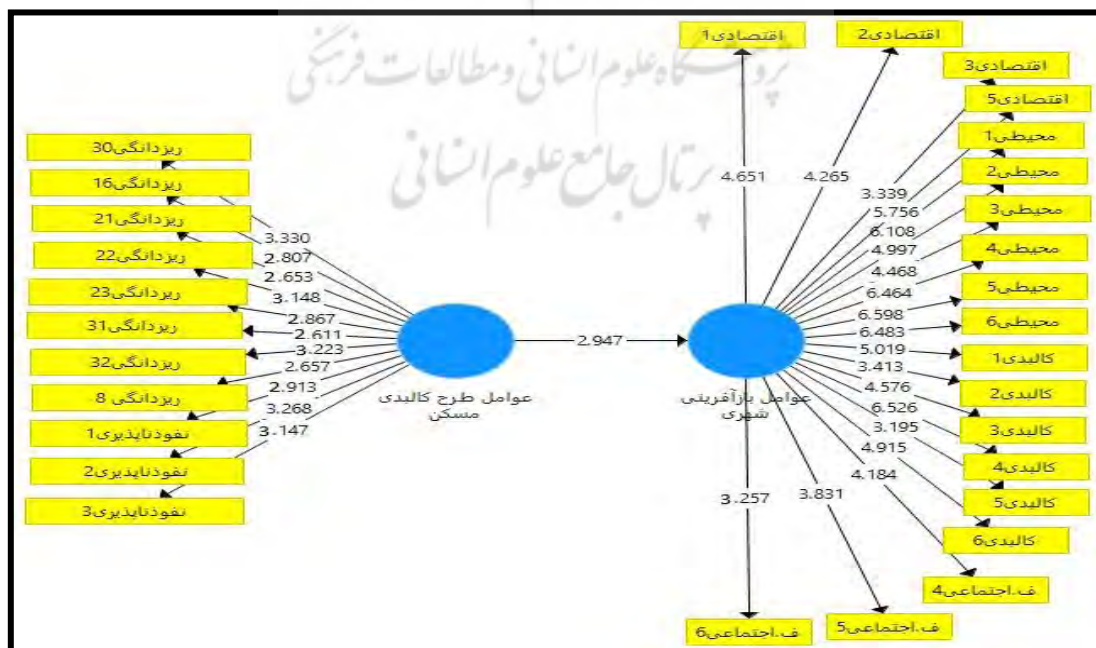 پژوهشگاه علوم انسانی و مطالعات فرهنگی
پرتال جامع علوم انسانی
اقتصادی1
اقتصادی2
اقتصادی3
اقتصادی5
محیطی1
محیطی2
محیطی3
محیطی4
محیطی5
محیطی6
کالبدی1
کالبدی2
کالبدی3
کالبدی4
کالبدی5
کالبدی6
ف.اجتماعی4
ف.اجتماعی5
ف.اجتماعی6
4.651
4.265
3.339
5.756
6.108
4.997
4.468
6.464
6.598
6.483
5.019
3.413
4.576
6.526
3.195
4.915
4.184
3.831
3.257
عوامل بازآفرینی
شهری
2.947
عوامل طرح کالبدی
مسکن
3.330
2.807
2.653
3.148
2.867
2.611
3.223
2.657
2.913
3.268
3.147
ریزدانگی30
ریزدانگی16
ریزدانگی21
ریزدانگی22
ریزدانگی23
ریزدانگی31
ریزدانگی32
ریزدانگی 8
نفوذناپذیری1
نفوذناپذیری2
نفوذناپذیری3